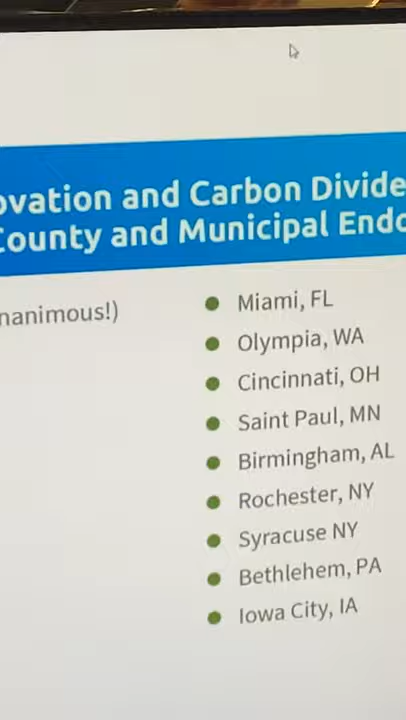 ovation and Carbon Divide
County and Municipal Endo
nanimous!)
Miami, FL
Olympia, WA
Cincinnati, OH
Saint Paul, MN
Birmingham, AL
Rochester, NY
Syracuse NY
Bethlehem, PA
Iowa City, IA